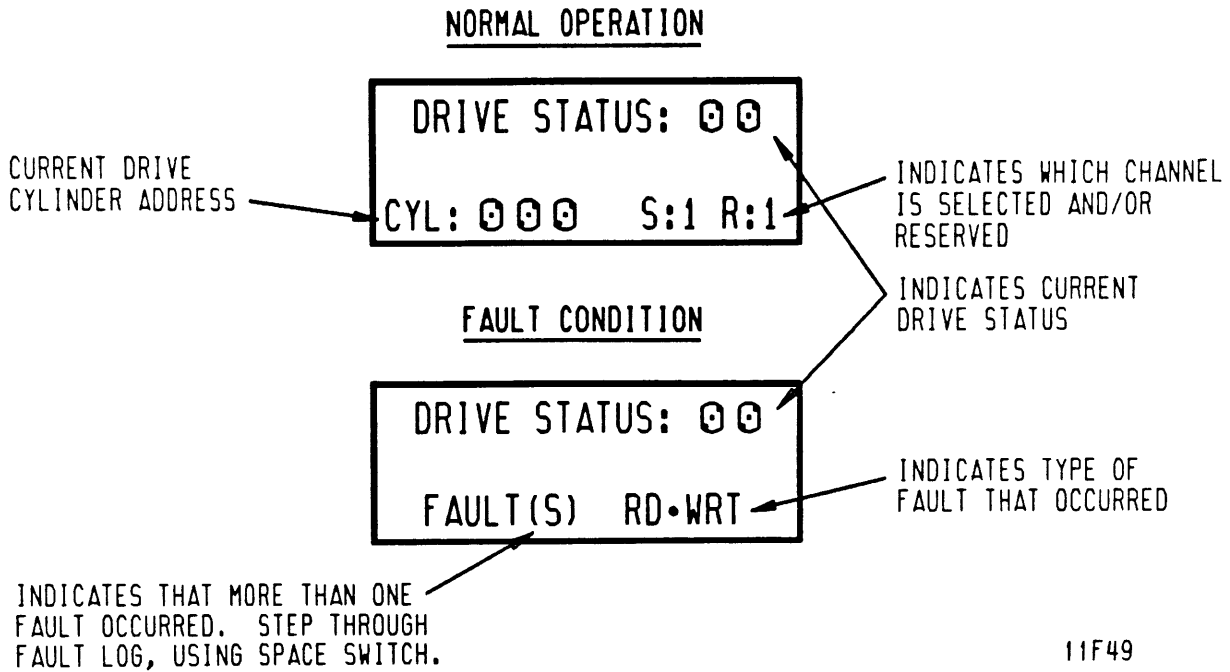 NORMAL OPERATION
DRIVE STATUS: 00
CURRENT DRIVE
CYLINDER ADDRESS
CYL: 000 S:1 R:1
INDICATES WHICH CHANNEL
IS SELECTED AND/OR
RESERVED
INDICATES CURRENT
DRIVE STATUS
FAULT CONDITION
DRIVE STATUS: 00
FAULT(S) RD•WRT
INDICATES TYPE OF
FAULT THAT OCCURRED
INDICATES THAT MORE THAN ONE
FAULT OCCURRED. STEP THROUGH
FAULT LOG, USING SPACE SWITCH.
11F49